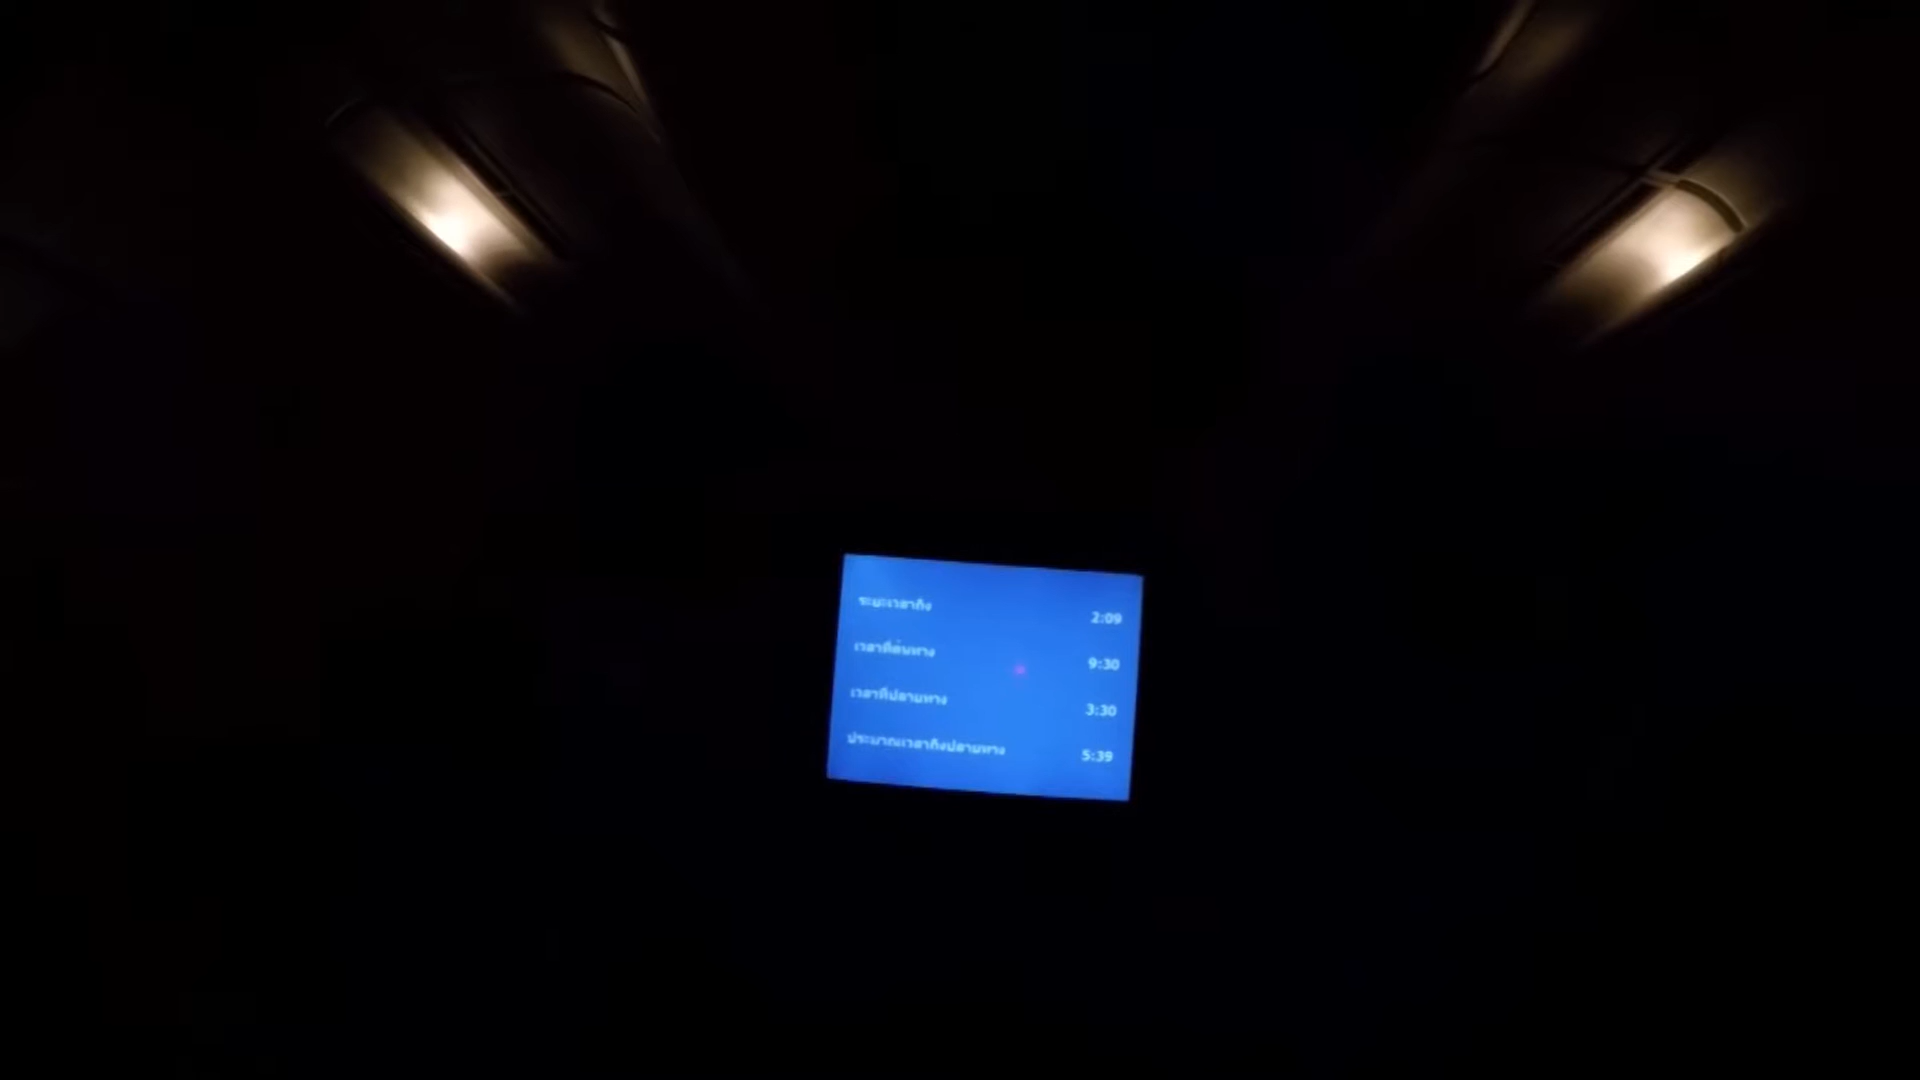 ระยะเวลาถึง 2:09
เวลาที่ต้นทาง 9:30
เวลาที่ปลายทาง 3:30
ประมาณเวลาถึงปลายทาง 5:39